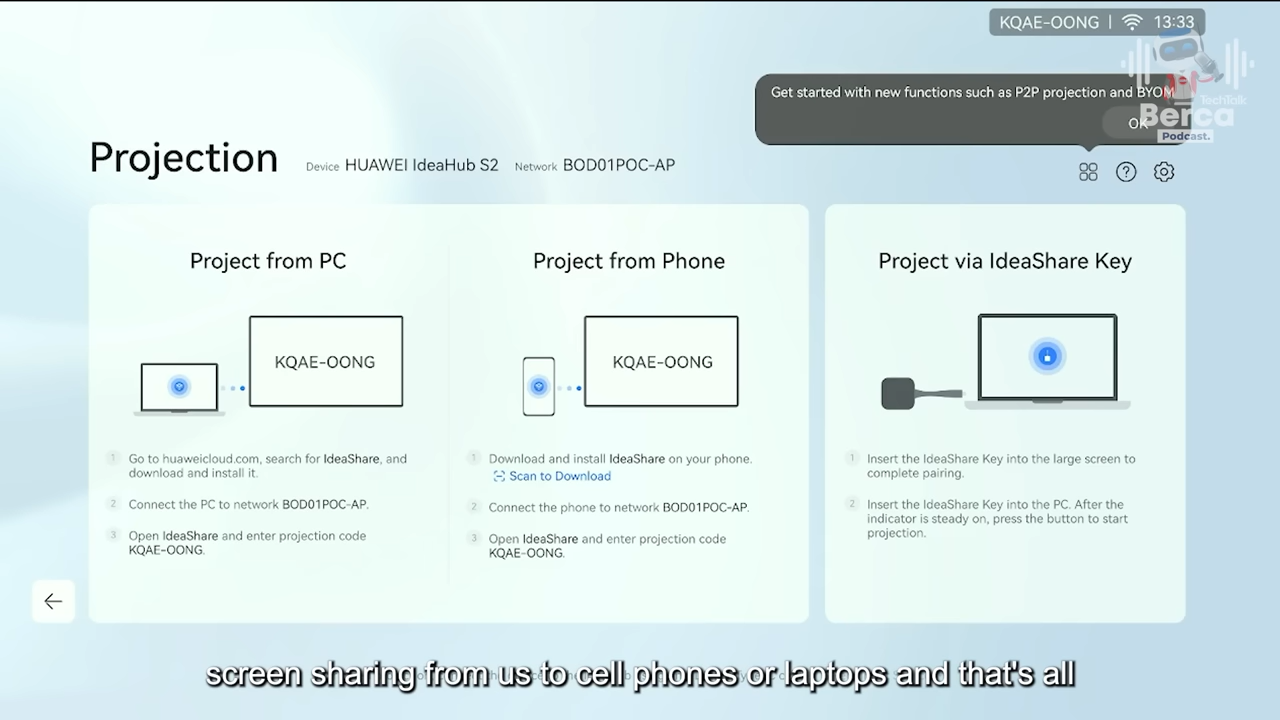 KQAE-OONG | 13:33
Get started with new functions such as P2P projection and BYOM
OK
TechTalk
Berca
Podcast.
Projection Device HUAWEI IdeaHub S2 Network BOD01POC-AP
Project from PC
KQAE-OONG
1 Go to huaweicloud.com, search for IdeaShare, and
download and install it.
2 Connect the PC to network BOD01POC-AP.
3 Open IdeaShare and enter projection code
KQAE-OONG.
Project from Phone
KQAE-OONG
1 Download and install IdeaShare on your phone.
Scan to Download
2 Connect the phone to network BOD01POC-AP.
3 Open IdeaShare and enter projection code
KQAE-OONG.
Project via IdeaShare Key
1 Insert the IdeaShare Key into the large screen to
complete pairing.
2 Insert the IdeaShare Key into the PC. After the
indicator is steady on, press the button to start
projection.
screen sharing from us to cell phones or laptops and that's all